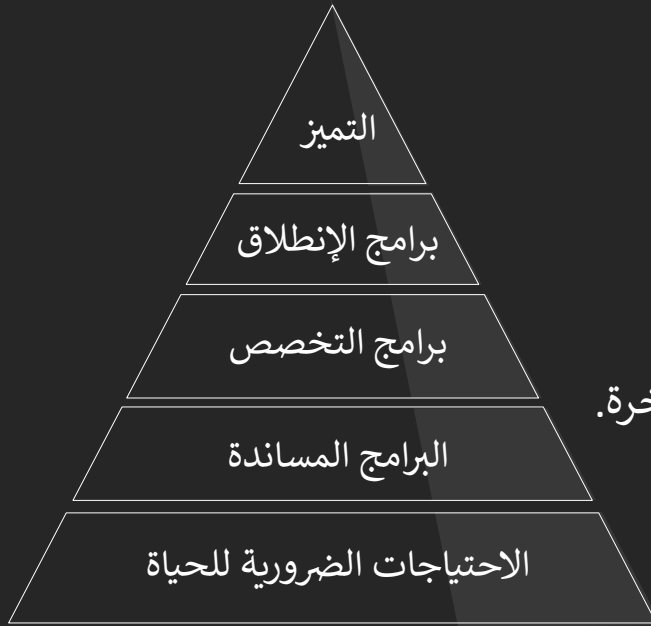 التميز
برامج الإنطلاق
برامج التخصص
البرامج المساندة
الاحتياجات الضرورية للحياة